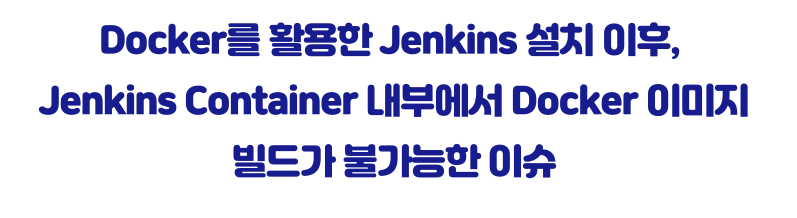 Docker를 활용한 Jenkins 설치 이후,
Jenkins Container 내부에서 Docker 이미지
빌드가 불가능한 이슈